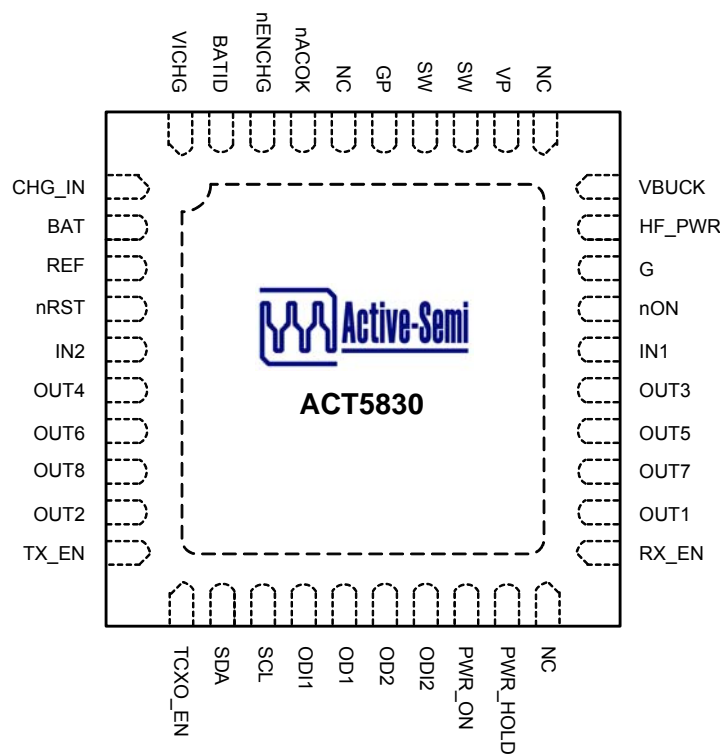 VICHG
BATID
nENCHG
nACOK
NC
GP
SW
SW
VP
NC
CHG_IN
BAT
REF
nRST
IN2
OUT4
OUT6
OUT8
OUT2
TX_EN
Active-Semi
ACT5830
VBUCK
HF_PWR
G
nON
IN1
OUT3
OUT5
OUT7
OUT1
RX_EN
TCXO_EN
SDA
SCL
ODI1
OD1
OD2
ODI2
PWR_ON
PWR_HOLD
NC